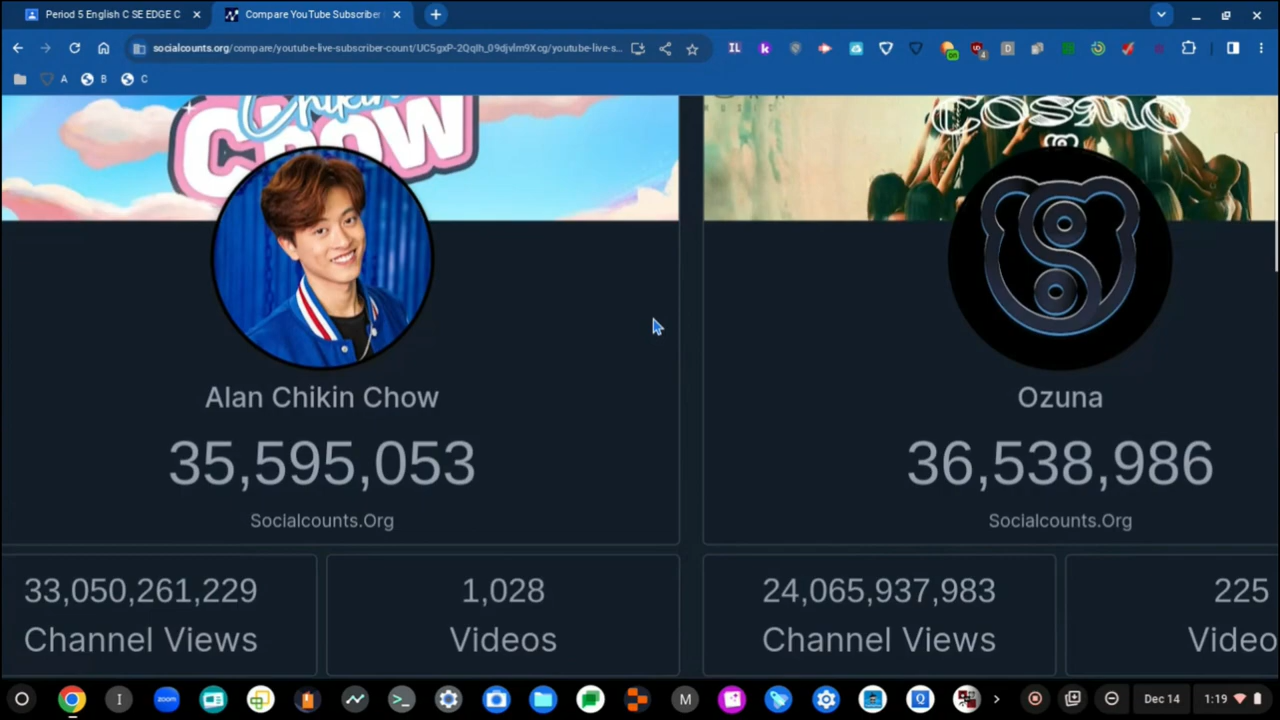 Period 5 English C SE EDGE C
Compare YouTube Subscriber
socialcounts.org/compare/youtube-live-subscriber-count/UC5gxP-2QqIh_09djvlm9Xcg/youtube-live-s...
A
B
C
Chikin
CHOW
COSMO
Alan Chikin Chow
Ozuna
35,595,053
36,538,986
Socialcounts.Org
Socialcounts.Org
33,050,261,229
1,028
24,065,937,983
225
Channel Views
Videos
Channel Views
Video
zoom
Dec 14
1:19